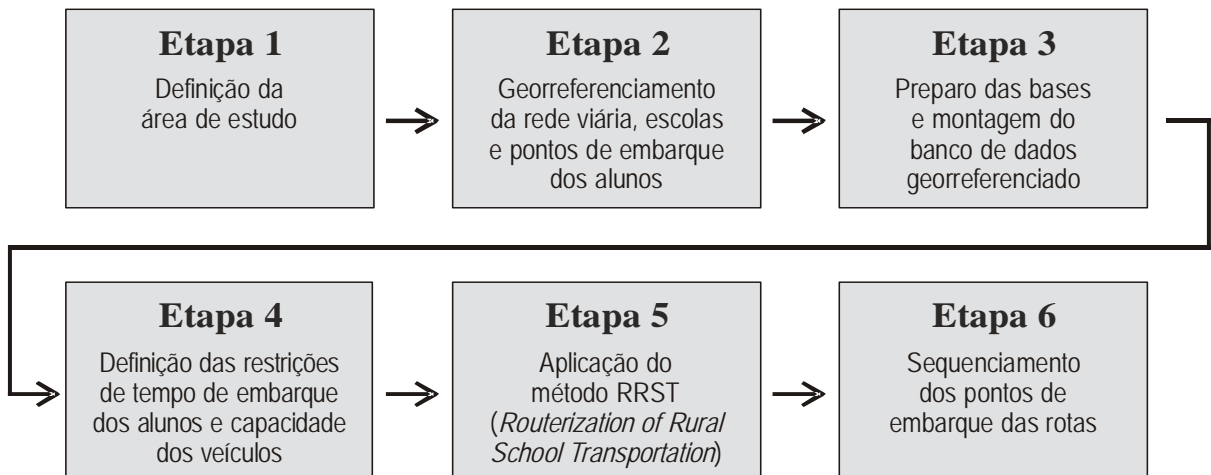 Etapa 1
Definição da
área de estudo
Etapa 2
Georreferenciamento
da rede viária, escolas
e pontos de embarque
dos alunos
Etapa 3
Preparo das bases
e montagem do
banco de dados
georreferenciado
Etapa 4
Definição das restrições
de tempo de embarque
dos alunos e capacidade
dos veículos
Etapa 5
Aplicação do
método RRST
(Routerization of Rural
School Transportation)
Etapa 6
Sequenciamento
dos pontos de
embarque das rotas